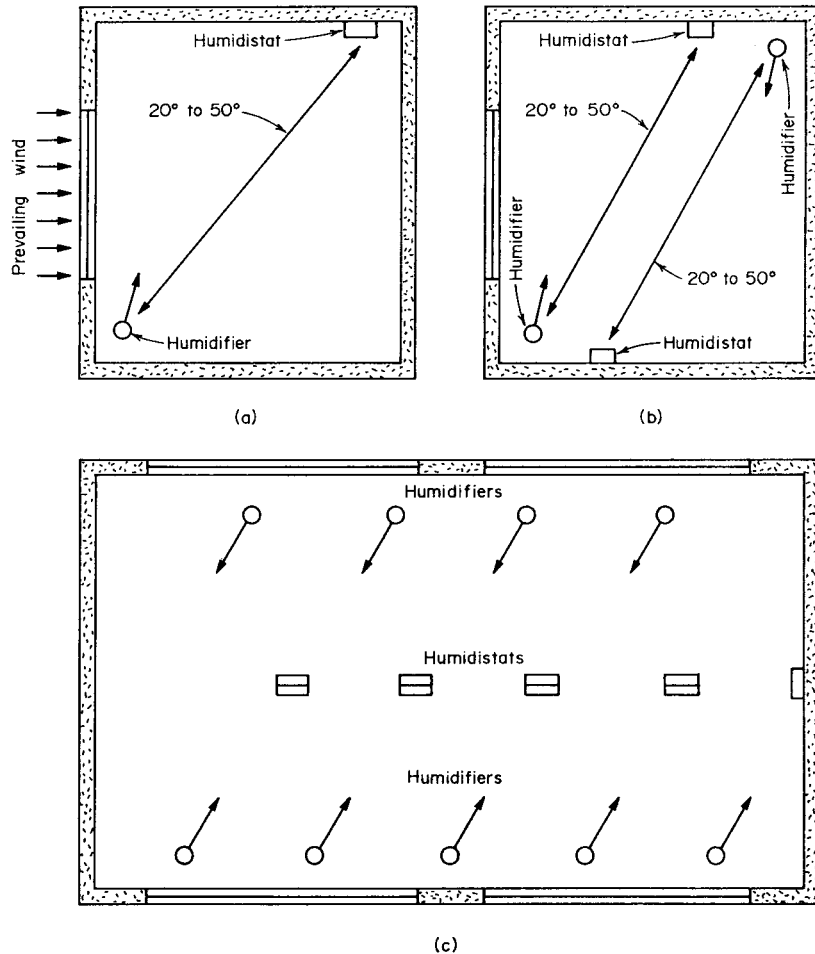 Humidistat
20° to 50°
Prevailing wind
Humidifier
(a)
Humidistat
20° to 50°
Humidifier
Humidifier
20° to 50°
Humidistat
(b)
Humidifiers
Humidistats
Humidifiers
(c)